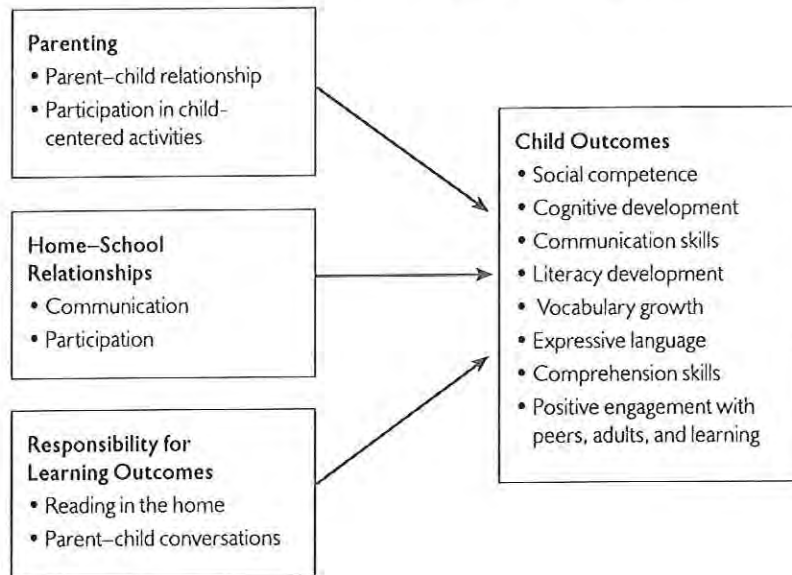 Parenting
• Parent–child relationship
• Participation in child-
centered activities
Home–School
Relationships
• Communication
• Participation
Responsibility for
Learning Outcomes
• Reading in the home
• Parent–child conversations
Child Outcomes
• Social competence
• Cognitive development
• Communication skills
• Literacy development
• Vocabulary growth
• Expressive language
• Comprehension skills
• Positive engagement with
peers, adults, and learning